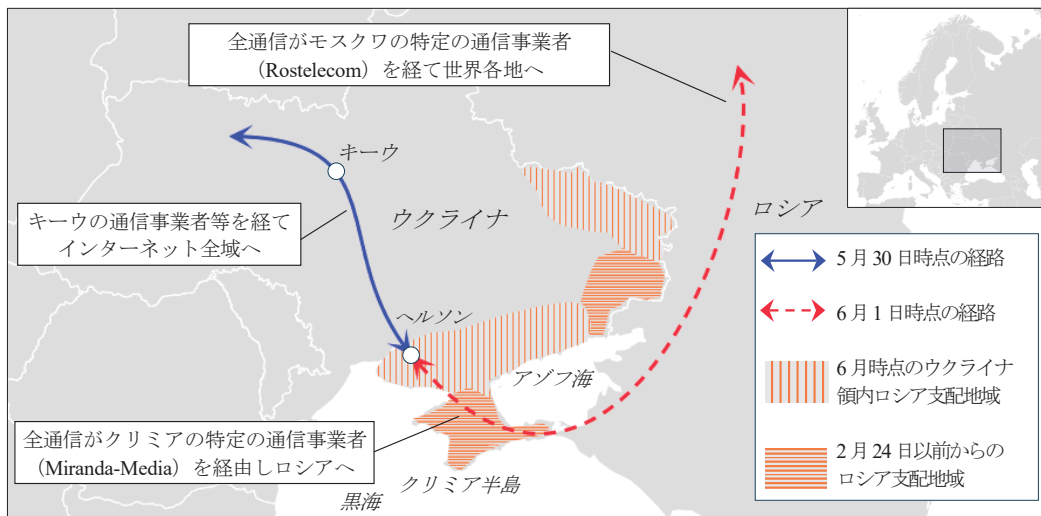 全通信がモスクワの特定の通信事業者
（Rostelecom）を経て世界各地へ
キーウ
キーウの通信事業者等を経て
インターネット全域へ
ウクライナ
ロシア
ヘルソン
アゾフ海
全通信がクリミアの特定の通信事業者
(Miranda-Media) を経由しロシアへ
クリミア半島
黒海
5 月 30 日時点の経路
6 月 1 日時点の経路
6 月時点のウクライナ
領内ロシア支配地域
2 月 24 日以前からの
ロシア支配地域